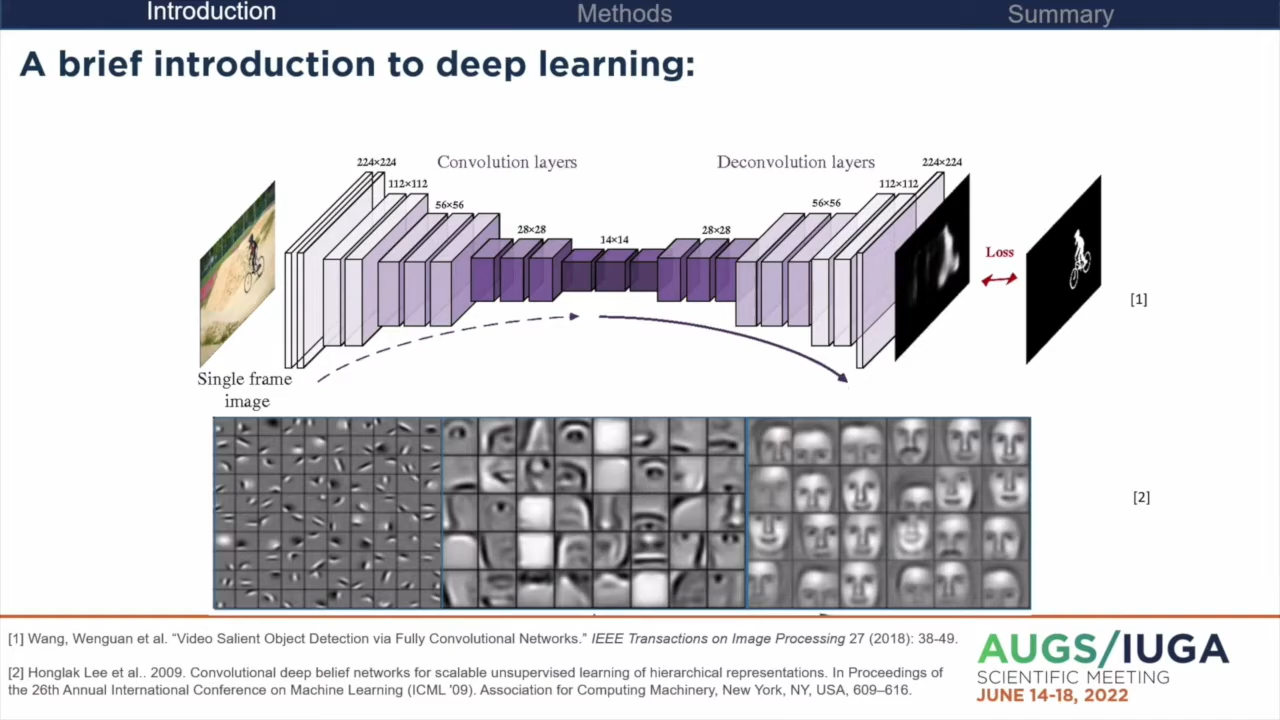 Introduction Methods Summary
A brief introduction to deep learning:
224×224 Convolution layers Deconvolution layers 224×224
112×112 112×112
56×56 56×56
28×28 14×14 28×28
Loss
[1]
Single frame
image
[2]
[1] Wang, Wenguan et al. “Video Salient Object Detection via Fully Convolutional Networks.” IEEE Transactions on Image Processing 27 (2018): 38-49.
[2] Honglak Lee et al.. 2009. Convolutional deep belief networks for scalable unsupervised learning of hierarchical representations. In Proceedings of
the 26th Annual International Conference on Machine Learning (ICML '09). Association for Computing Machinery, New York, NY, USA, 609–616.
AUGS/IUGA
SCIENTIFIC MEETING
JUNE 14-18, 2022